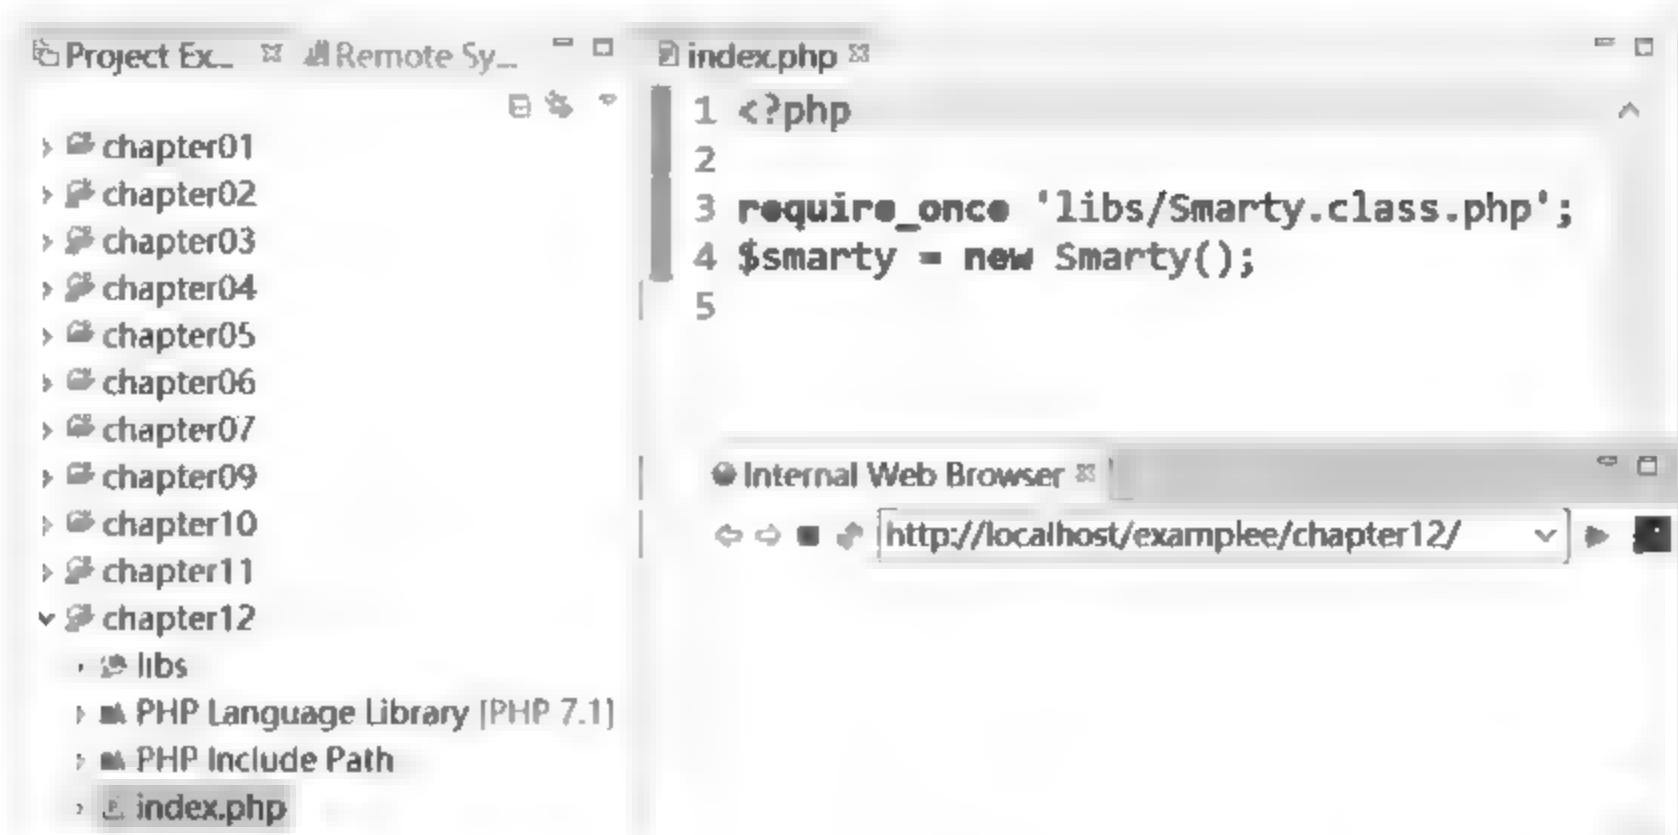 Project Ex... Remote Sy...
chapter01
chapter02
chapter03
chapter04
chapter05
chapter06
chapter07
chapter09
chapter10
chapter11
chapter12
libs
PHP Language Library [PHP 7.1]
PHP Include Path
index.php
index.php
1 <?php
2
3 require_once 'libs/Smarty.class.php';
4 $smarty = new Smarty();
5
Internal Web Browser
http://localhost/examplee/chapter12/